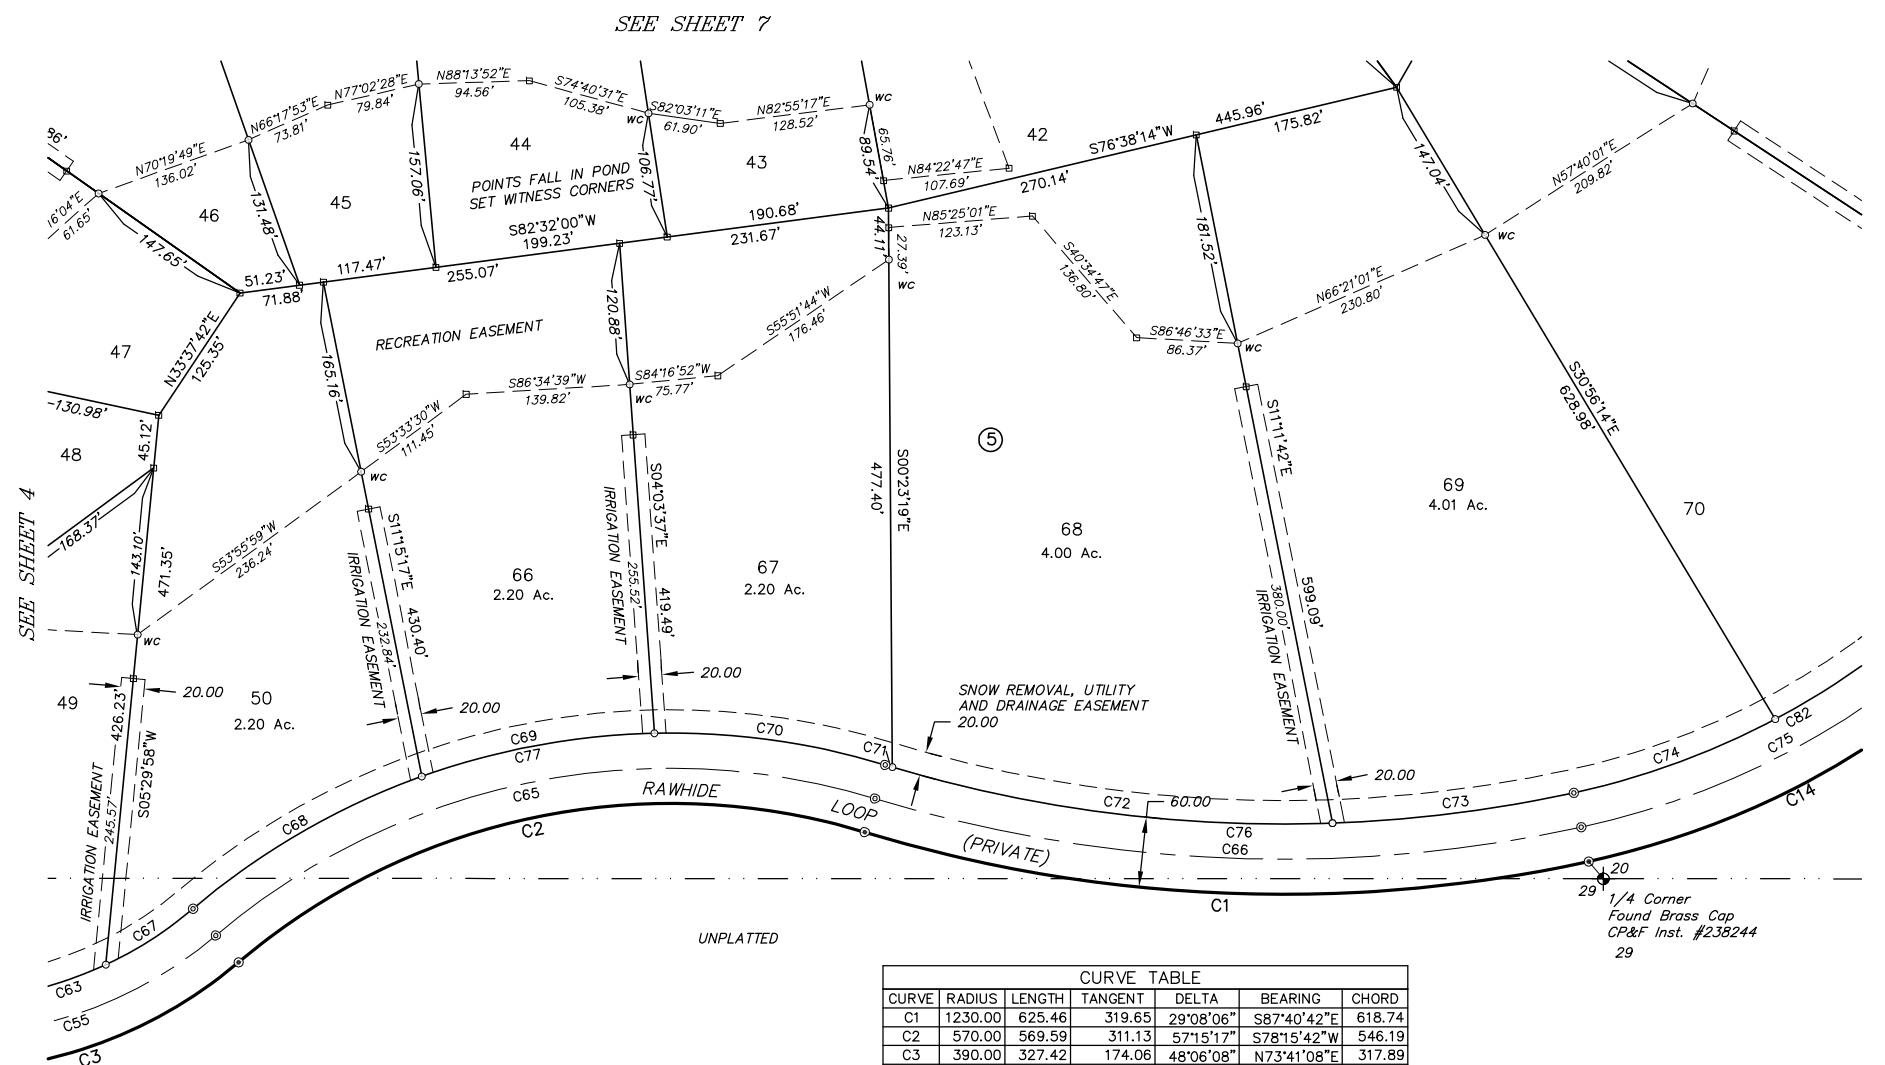 SEE SHEET 7
SEE SHEET 4
86'
N70°19'49"E
136.02'
N66°17'53"E
73.81'
N77°02'28"E
79.84'
N88°13'52"E
94.56'
S74°40'31"E
105.38'
S82°03'11"E
61.90'
WC
N82°55'17"E
128.52'
WC
65.76'
89.54'
N84°22'47"E
107.69'
42
445.96'
S76°38'14"W
175.82'
270.14'
147.04'
N57°40'01"E
209.82'
16'04"E
61.65'
147.65'
46
131.48'
45
157.06'
44
POINTS FALL IN POND
SET WITNESS CORNERS
106.77'
43
S82°32'00"W
199.23'
190.68'
231.67'
44.11'
27.39'
WC
N85°25'01"E
123.13'
S40°34'47"E
136.80'
S86°46'33"E
86.37'
181.52'
WC
N66°21'01"E
230.80'
WC
51.23'
71.88'
117.47'
255.07'
47
N33°37'42"E
125.35'
165.16'
RECREATION EASEMENT
120.88'
S55°51'44"W
176.46'
S86°34'39"W
139.82'
S84°16'52"W
75.77'
WC
S53°33'30"W
111.45'
WC
130.98'
45.12'
48
168.37'
143.10'
471.35'
S53°55'59"W
236.24'
WC
S11°15'17"E 430.40'
IRRIGATION EASEMENT
232.84'
20.00
S04°03'37"E
419.49'
IRRIGATION EASEMENT
255.52'
20.00
S00°23'19"E
477.40'
5
S11°11'42"E
599.09'
380.00'
IRRIGATION EASEMENT
20.00
S30°56'14"E
628.98'
66
2.20 Ac.
67
2.20 Ac.
68
4.00 Ac.
69
4.01 Ac.
70
49
426.23'
S05°29'58"W
IRRIGATION EASEMENT
245.57'
20.00
50
2.20 Ac.
SNOW REMOVAL, UTILITY
AND DRAINAGE EASEMENT
20.00
C69
C77
C70
C71
C82
C75
C74
C73
C14
C68
C65
C2
RAWHIDE
LOOP
(PRIVATE)
C72
60.00
C76
C66
C1
C67
C63
C55
C3
UNPLATTED
20
29
1/4 Corner
Found Brass Cap
CP&F Inst. #238244
29
CURVE TABLE
CURVE RADIUS LENGTH TANGENT DELTA BEARING CHORD
C1 1230.00 625.46 319.65 29°08'06" S87°40'42"E 618.74
C2 570.00 569.59 311.13 57°15'17" S78°15'42"W 546.19
C3 390.00 327.42 174.06 48°06'08" N73°41'08"E 317.89